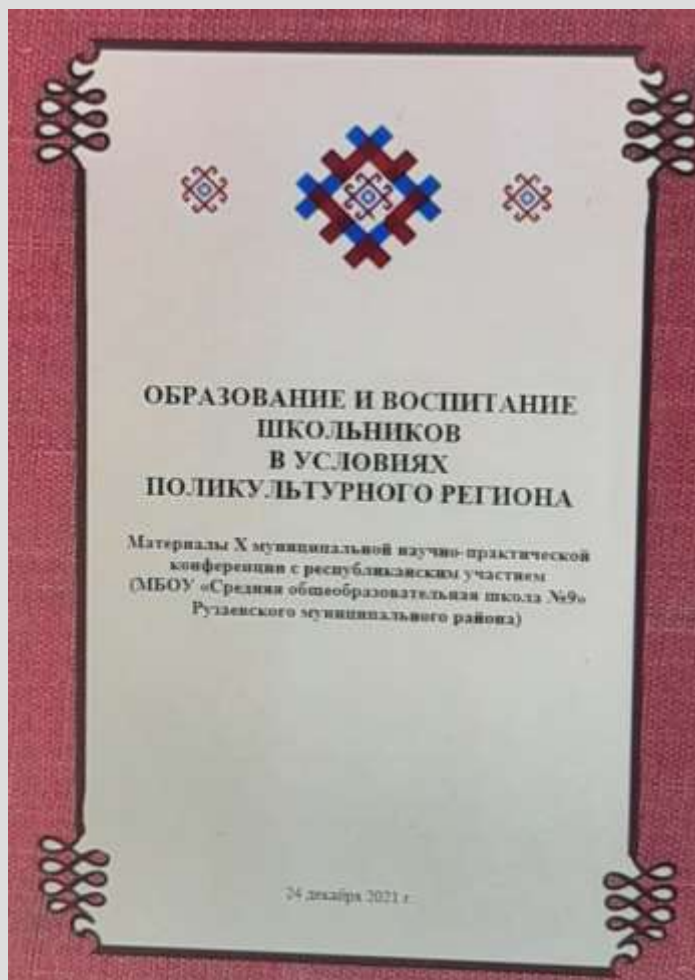 ОБРАЗОВАНИЕ И ВОСПИТАНИЕ
ШКОЛЬНИКОВ
В УСЛОВИЯХ
ПОЛИКУЛЬТУРНОГО РЕГИОНА
Материалы X муниципальной научно-практической
конференции с республиканским участием
(МБОУ «Средняя общеобразовательная школа №9»
Рузаевского муниципального района)
24 декабря 2021 г.